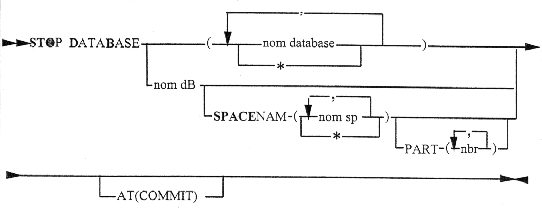 ,
STOP DATABASE ( nom database )
*
nom dB
,
SPACENAM-( nom sp )
*
,
PART-( nbr )
AT(COMMIT)